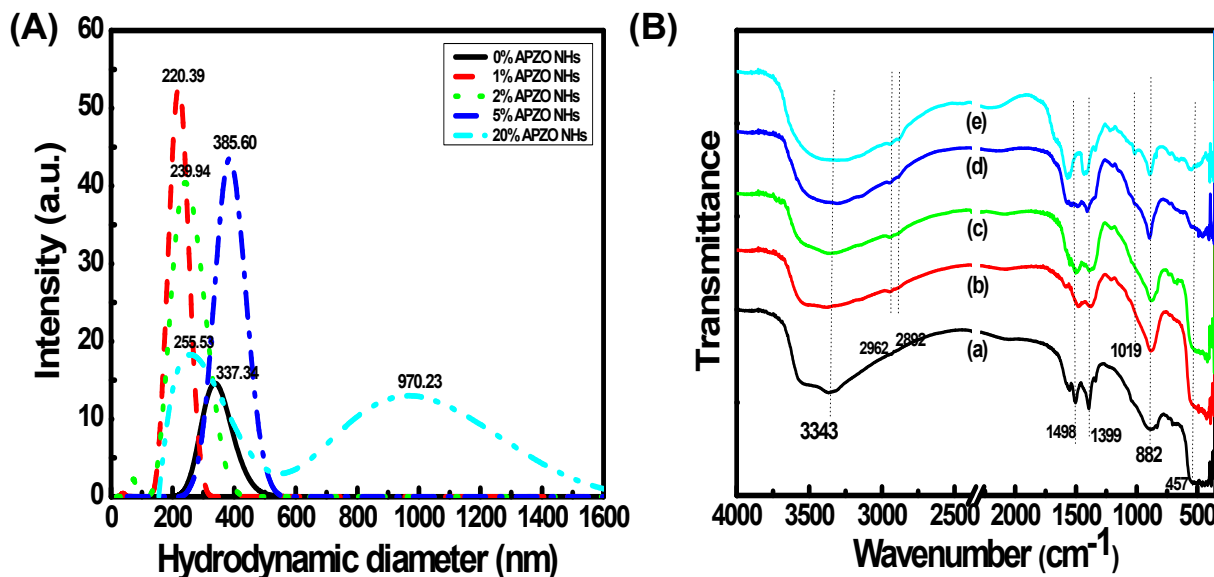 (A)
60
50
40
30
20
10
0
Intensity (a.u.)
0 200 400 600 800 1000 1200 1400 1600
Hydrodynamic diameter (nm)
0% APZO NHs
1% APZO NHs
2% APZO NHs
5% APZO NHs
20% APZO NHs
220.39
385.60
239.94
255.53
337.34
970.23
(B)
Transmittance
(e)
(d)
(c)
(b)
(a)
2962
2892
1019
3343
1498
1399
882
457
4000 3500 3000 2500 2000 1500 1000 500
Wavenumber (cm⁻¹)